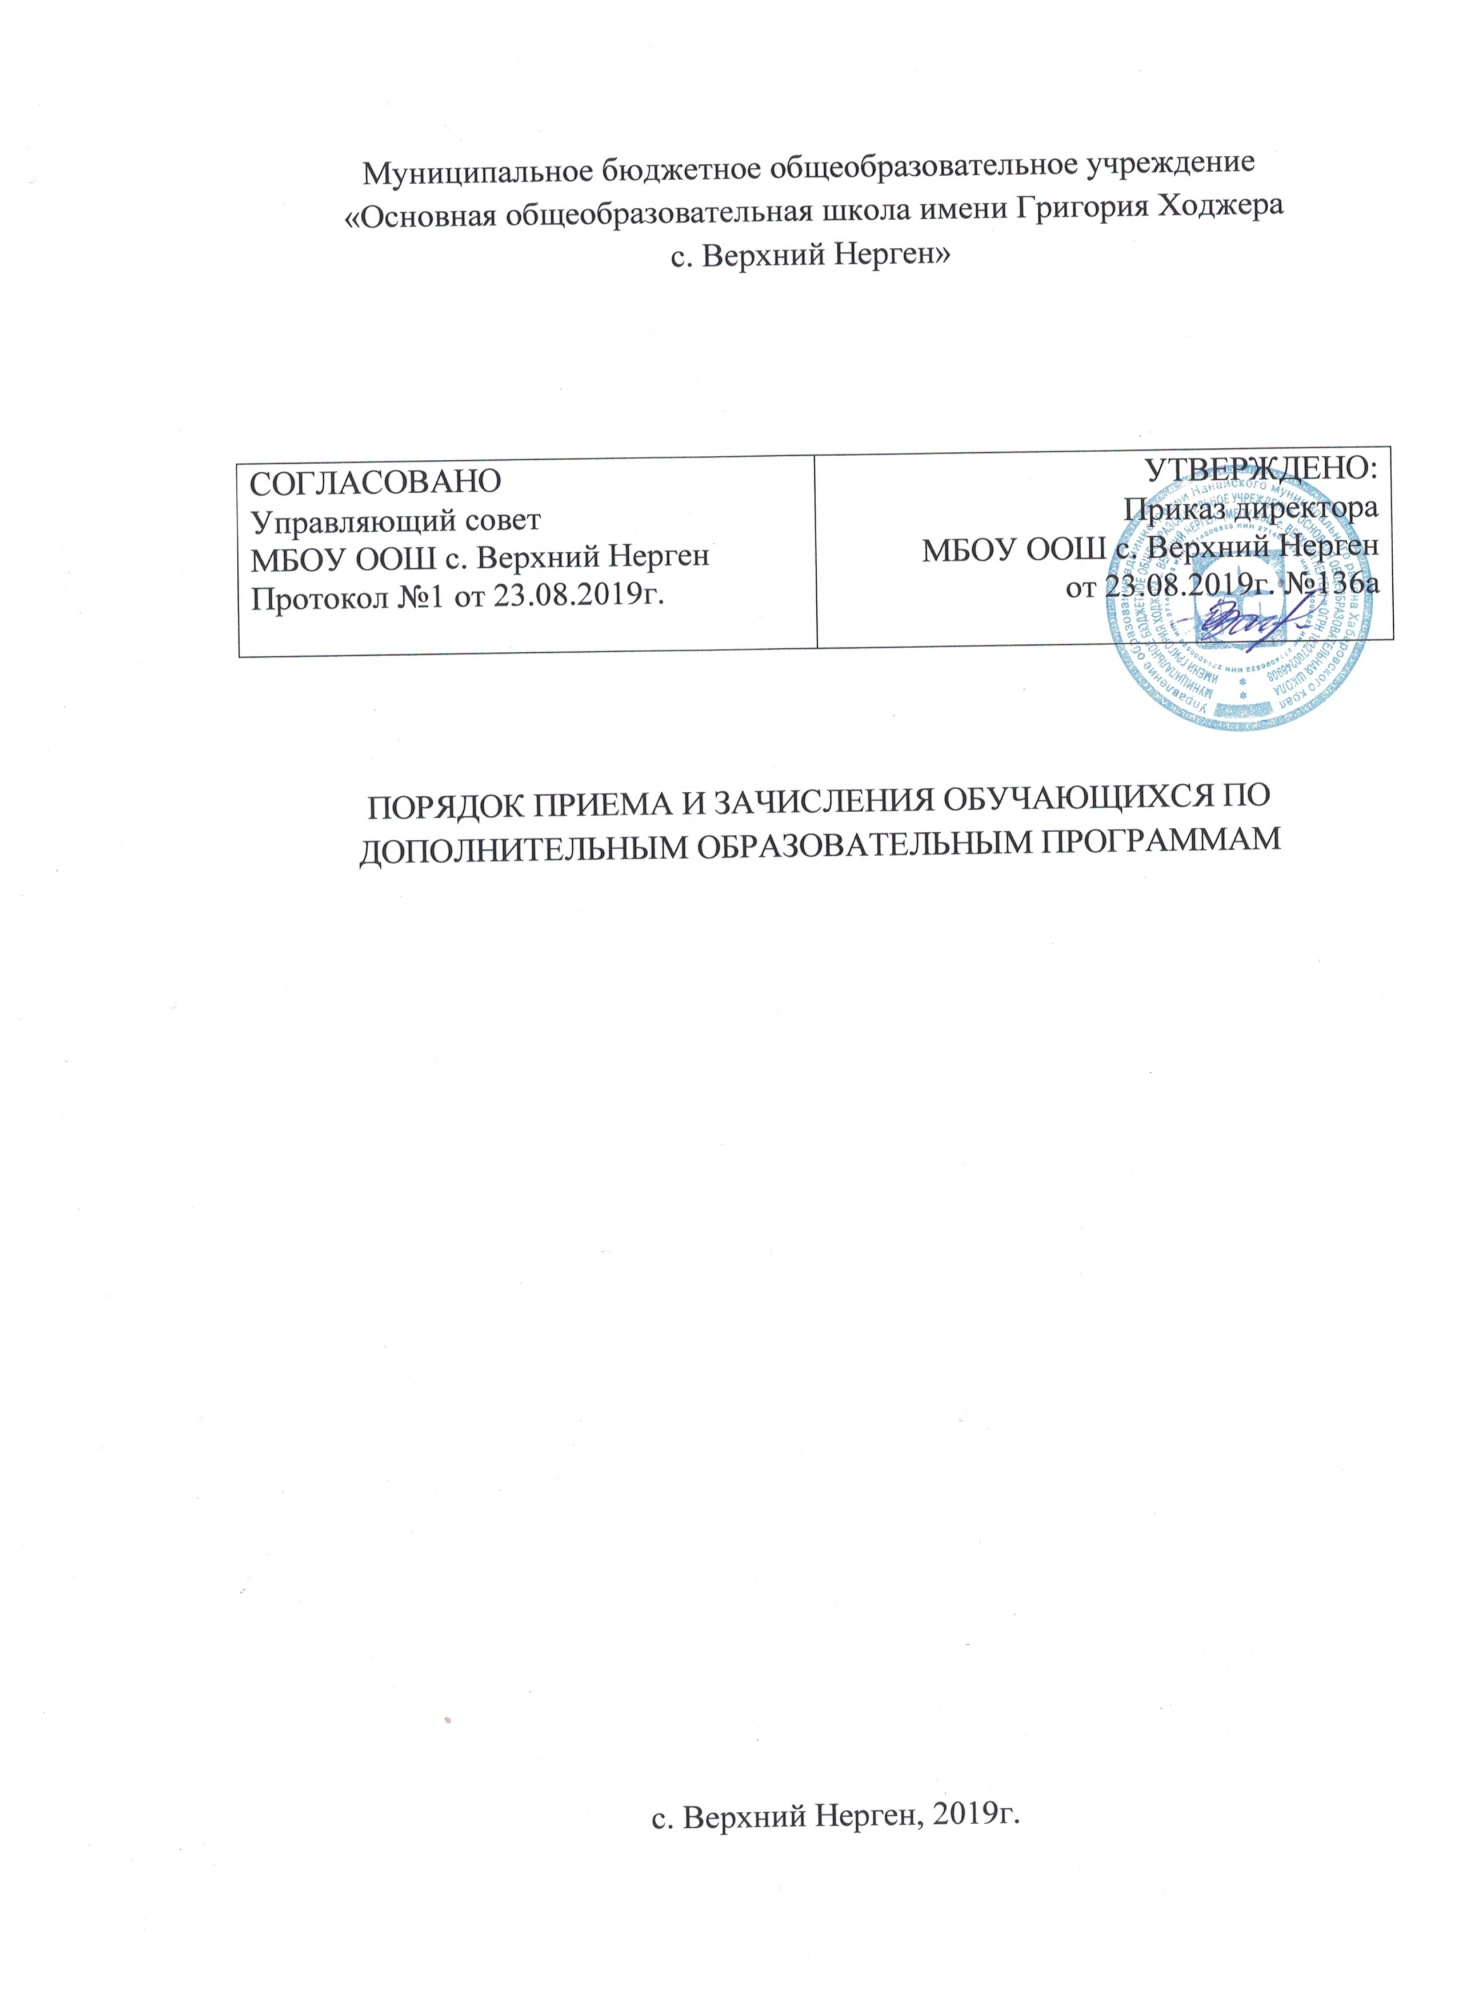 Муниципальное бюджетное общеобразовательное учреждение
«Основная общеобразовательная школа имени Григория Ходжера
с. Верхний Нерген»
СОГЛАСОВАНО
Управляющий совет
МБОУ ООШ с. Верхний Нерген
Протокол №1 от 23.08.2019г.
УТВЕРЖДЕНО:
Приказ директора
МБОУ ООШ с. Верхний Нерген
от 23.08.2019г. №136а
ПОРЯДОК ПРИЕМА И ЗАЧИСЛЕНИЯ ОБУЧАЮЩИХСЯ ПО
ДОПОЛНИТЕЛЬНЫМ ОБРАЗОВАТЕЛЬНЫМ ПРОГРАММАМ
с. Верхний Нерген, 2019г.